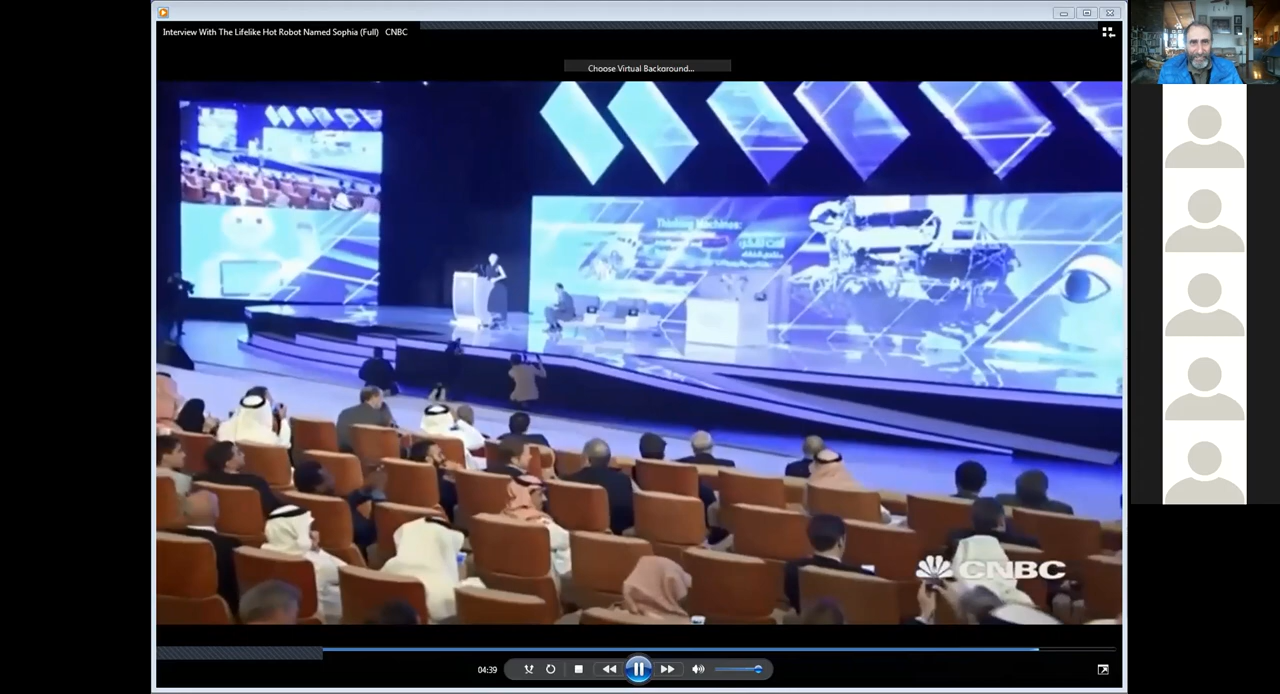 Interview With The Lifelike Hot Robot Named Sophia (Full) CNBC
Choose Virtual Background...
Thinking Machines:
CNBC
04:39